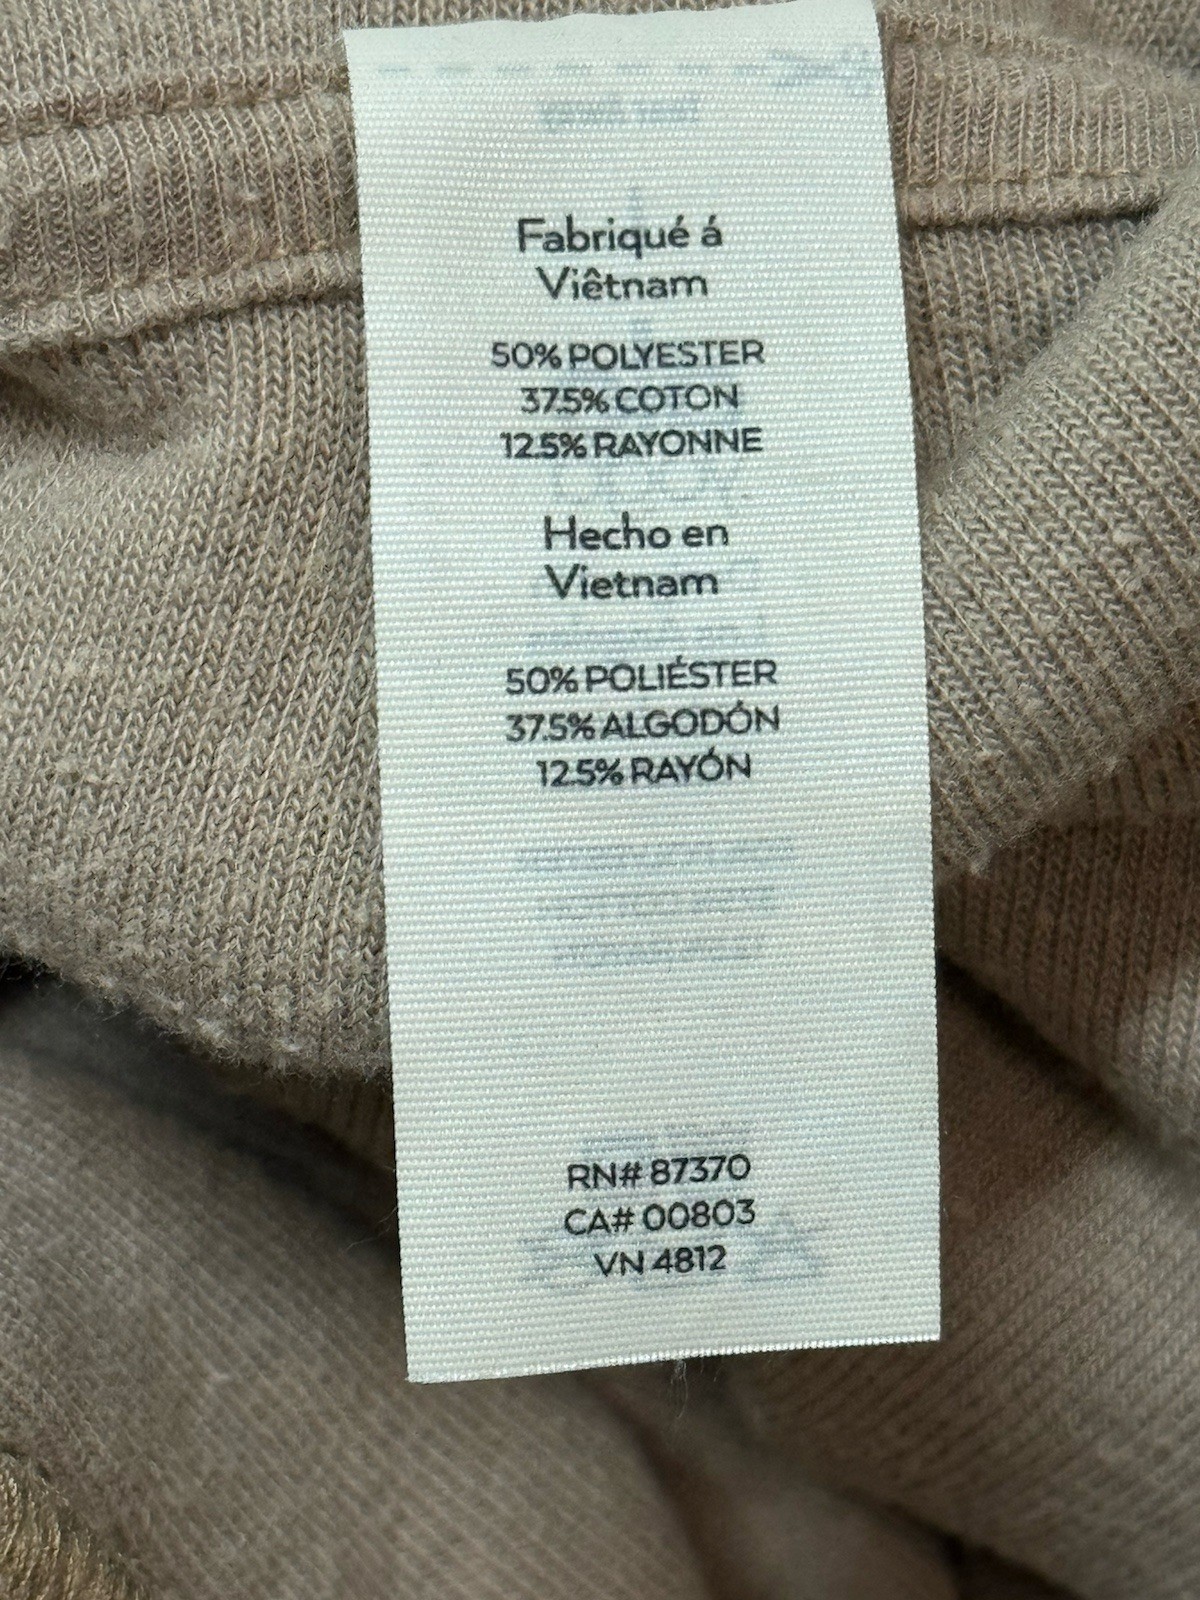 Fabriqué á
Viêtnam
50% POLYESTER
37.5% COTON
12.5% RAYONNE
Hecho en
Vietnam
50% POLIÉSTER
37.5% ALGODÓN
12.5% RAYÓN
RN# 87370
CA# 00803
VN 4812